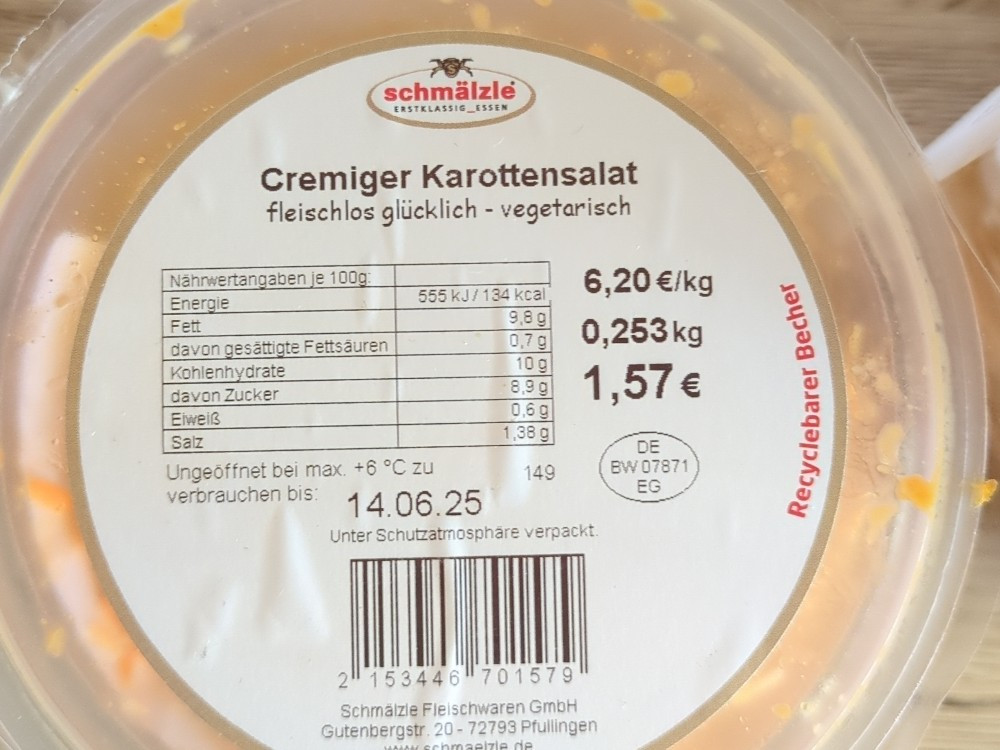 schmälzle
ERSTKLASSIG_ESSEN
Cremiger Karottensalat
fleischlos glücklich - vegetarisch
Nährwertangaben je 100g:
Energie 555 kJ / 134 kcal
Fett 9,8 g
davon gesättigte Fettsäuren 0,7 g
Kohlenhydrate 10 g
davon Zucker 8,9 g
Eiweiß 0,6 g
Salz 1,38 g
6,20 €/kg
0,253 kg
1,57 €
DE
BW 07871
EG
Recyclebarer Becher
Ungeöffnet bei max. +6 °C zu 149
verbrauchen bis: 14.06.25
Unter Schutzatmosphäre verpackt.
2 153446 701579
Schmälzle Fleischwaren GmbH
Gutenbergstr. 20 - 72793 Pfullingen
www.schmaelzle.de